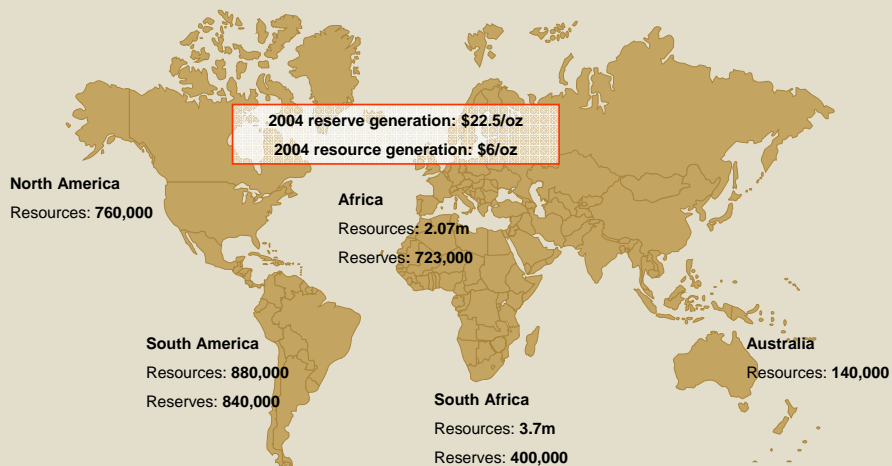 2004 reserve generation: $22.5/oz
2004 resource generation: $6/oz
North America
Resources: 760,000
Africa
Resources: 2.07m
Reserves: 723,000
South America
Resources: 880,000
Reserves: 840,000
Australia
Resources: 140,000
South Africa
Resources: 3.7m
Reserves: 400,000